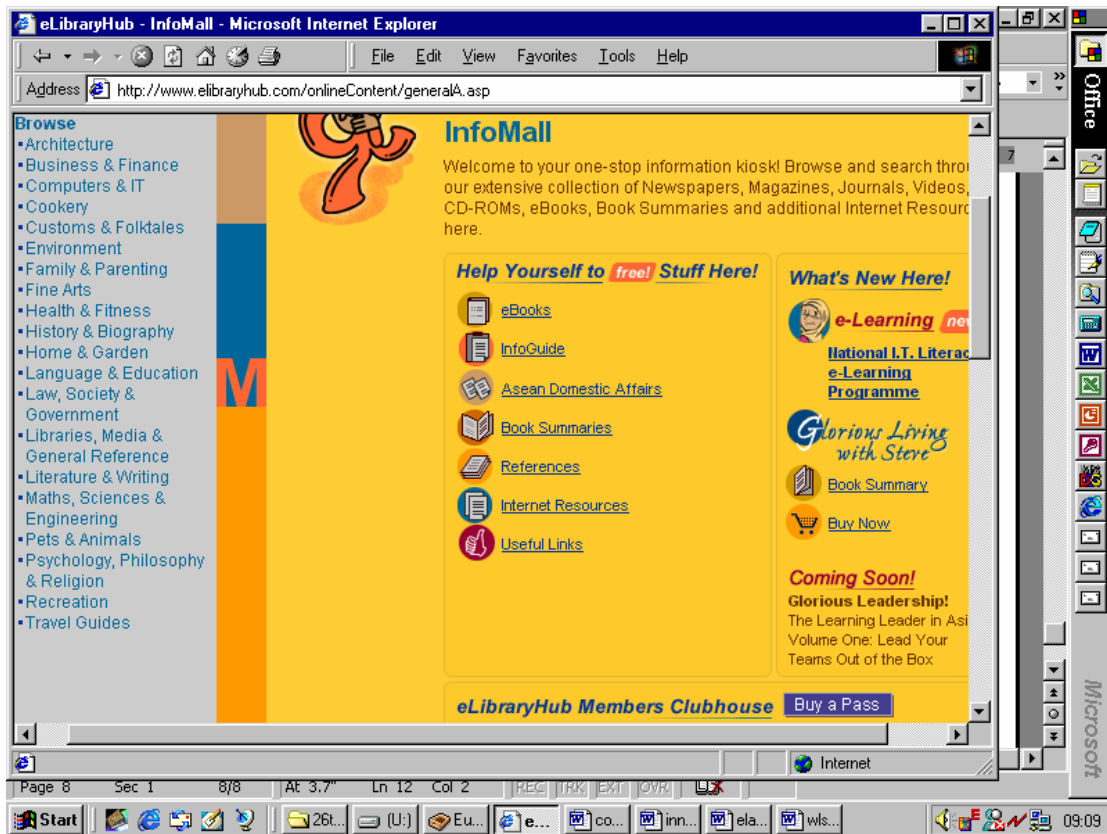 eLibraryHub - InfoMall - Microsoft Internet Explorer
File Edit View Favorites Tools Help
Address http://www.elibraryhub.com/onlineContent/generalA.asp
Browse
Architecture
Business & Finance
Computers & IT
Cookery
Customs & Folktales
Environment
Family & Parenting
Fine Arts
Health & Fitness
History & Biography
Home & Garden
Language & Education
Law, Society &
Government
Libraries, Media &
General Reference
Literature & Writing
Maths, Sciences &
Engineering
Pets & Animals
Psychology, Philosophy
& Religion
Recreation
Travel Guides
M
InfoMall
Welcome to your one-stop information kiosk! Browse and search throu
our extensive collection of Newspapers, Magazines, Journals, Videos,
CD-ROMs, eBooks, Book Summaries and additional Internet Resourc
here.
Help Yourself to free! Stuff Here!
eBooks
InfoGuide
Asean Domestic Affairs
Book Summaries
References
Internet Resources
Useful Links
What's New Here!
e-Learning new
National I.T. Literac
e-Learning
Programme
Glorious Living
with Steve
Book Summary
Buy Now
Coming Soon!
Glorious Leadership!
The Learning Leader in Asi
Volume One: Lead Your
Teams Out of the Box
eLibraryHub Members Clubhouse Buy a Pass
Internet
7
Office
Microsoft
Page 8 Sec 1 8/8 At 3.7" Ln 12 Col 2 REC TRK EXT OVR
Start 26t... (U:) Eu... e... co... inn... ela... wls... 09:09